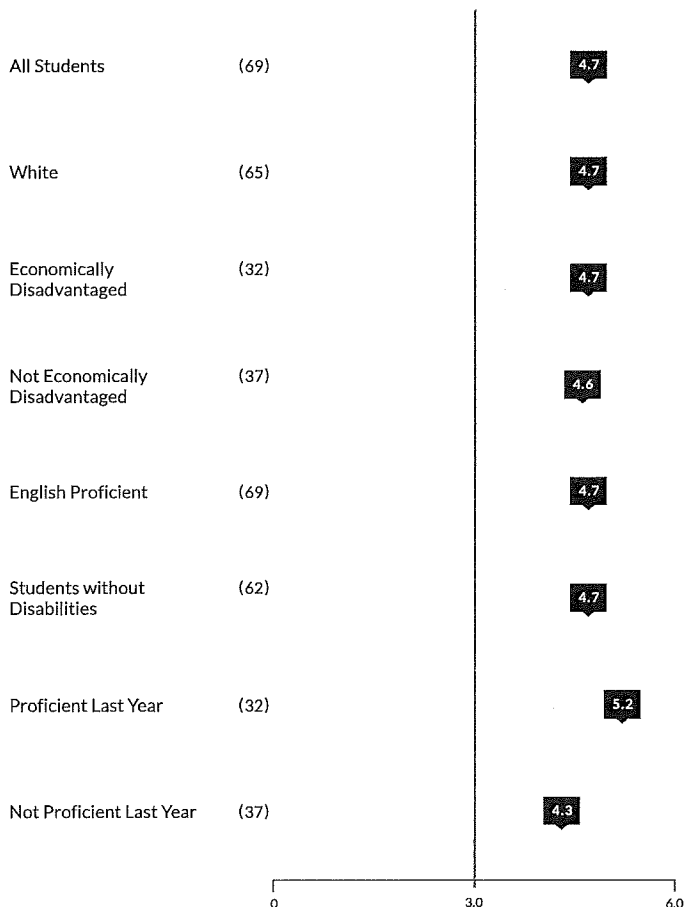 All Students (69) 4.7
White (65) 4.7
Economically (32) 4.7
Disadvantaged
Not Economically (37) 4.6
Disadvantaged
English Proficient (69) 4.7
Students without (62) 4.7
Disabilities
Proficient Last Year (32) 5.2
Not Proficient Last Year (37) 4.3
0 3.0 6.0